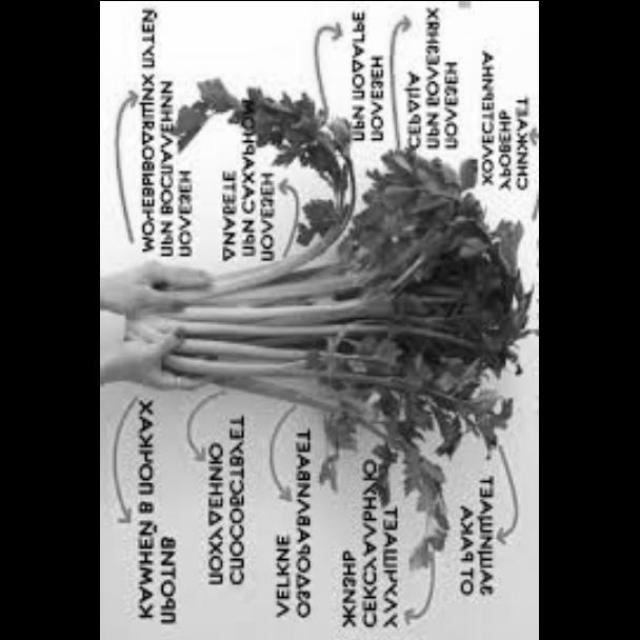 ЗАЩИЩАЕТ
ОТ РАКА
УЛУЧШАЕТ
СЕКСУАЛЬНУЮ
ЖИЗНЬ
ОЗДОРАВЛИВАЕТ
ЛЕГКИЕ
СПОСОБСТВУЕТ
ПОХУДЕНИЮ
ПРОТИВ
КАМНЕЙ В ПОЧКАХ
СНИЖАЕТ
УРОВЕНЬ
ХОЛЕСТЕРИНА
ПОЛЕЗЕН
ПРИ БОЛЕЗНЯХ
СЕРДЦА
ПОЛЕЗЕН
ПРИ ПОДАГРЕ
ПОЛЕЗЕН
ПРИ САХАРНОМ
ДИАБЕТЕ
ПОЛЕЗЕН
ПРИ ВОСПАЛЕНИИ
МОЧЕВЫВОДЯЩИХ ПУТЕЙ